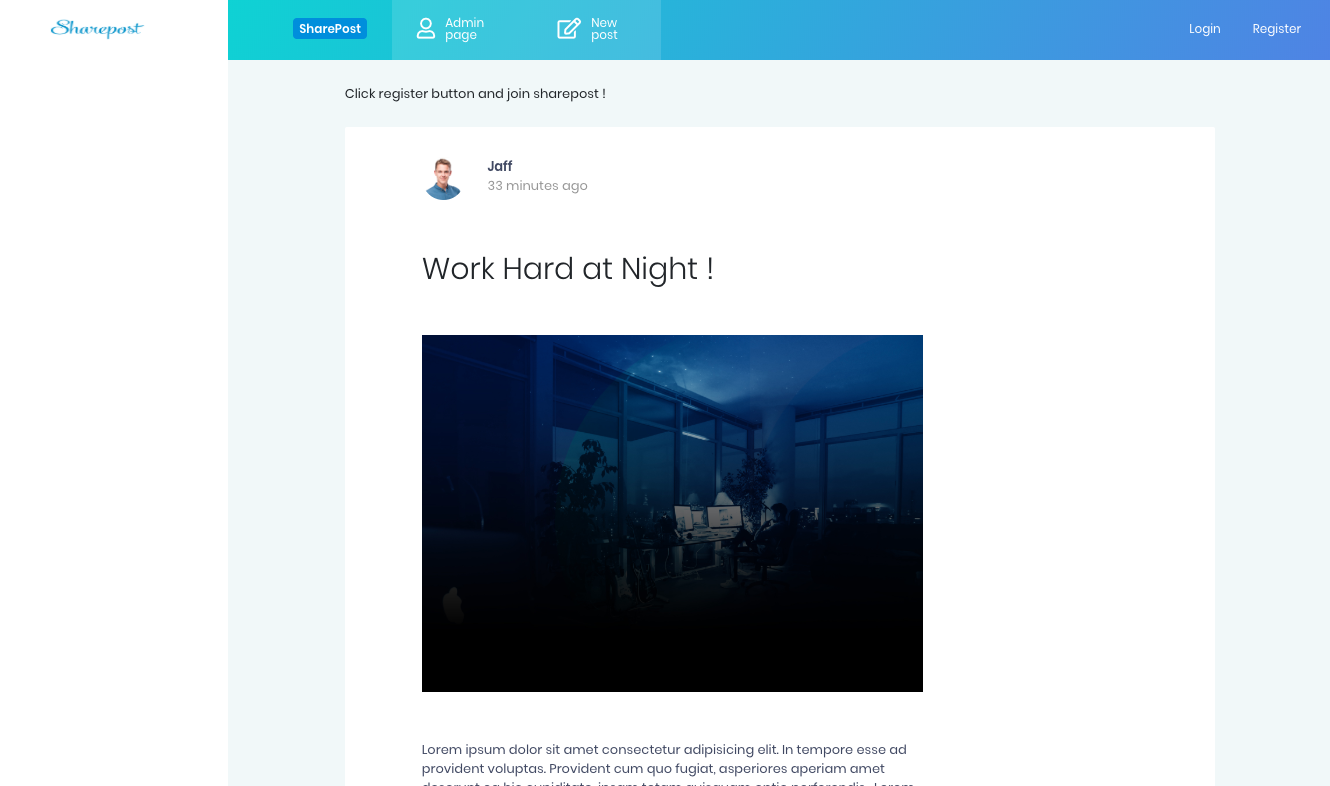 Sharepost
SharePost
Admin
page
New
post
Login
Register
Click register button and join sharepost !
Jaff
33 minutes ago
Work Hard at Night !
Lorem ipsum dolor sit amet consectetur adipisicing elit. In tempore esse ad
provident voluptas. Provident cum quo fugiat, asperiores aperiam amet